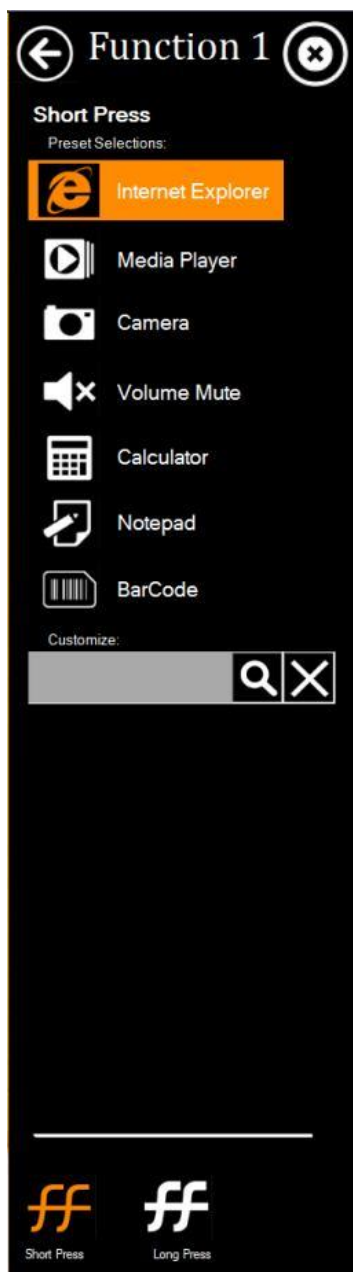 Function 1
Short Press
Preset Selections:
Internet Explorer
Media Player
Camera
Volume Mute
Calculator
Notepad
BarCode
Customize:
Short Press
Long Press